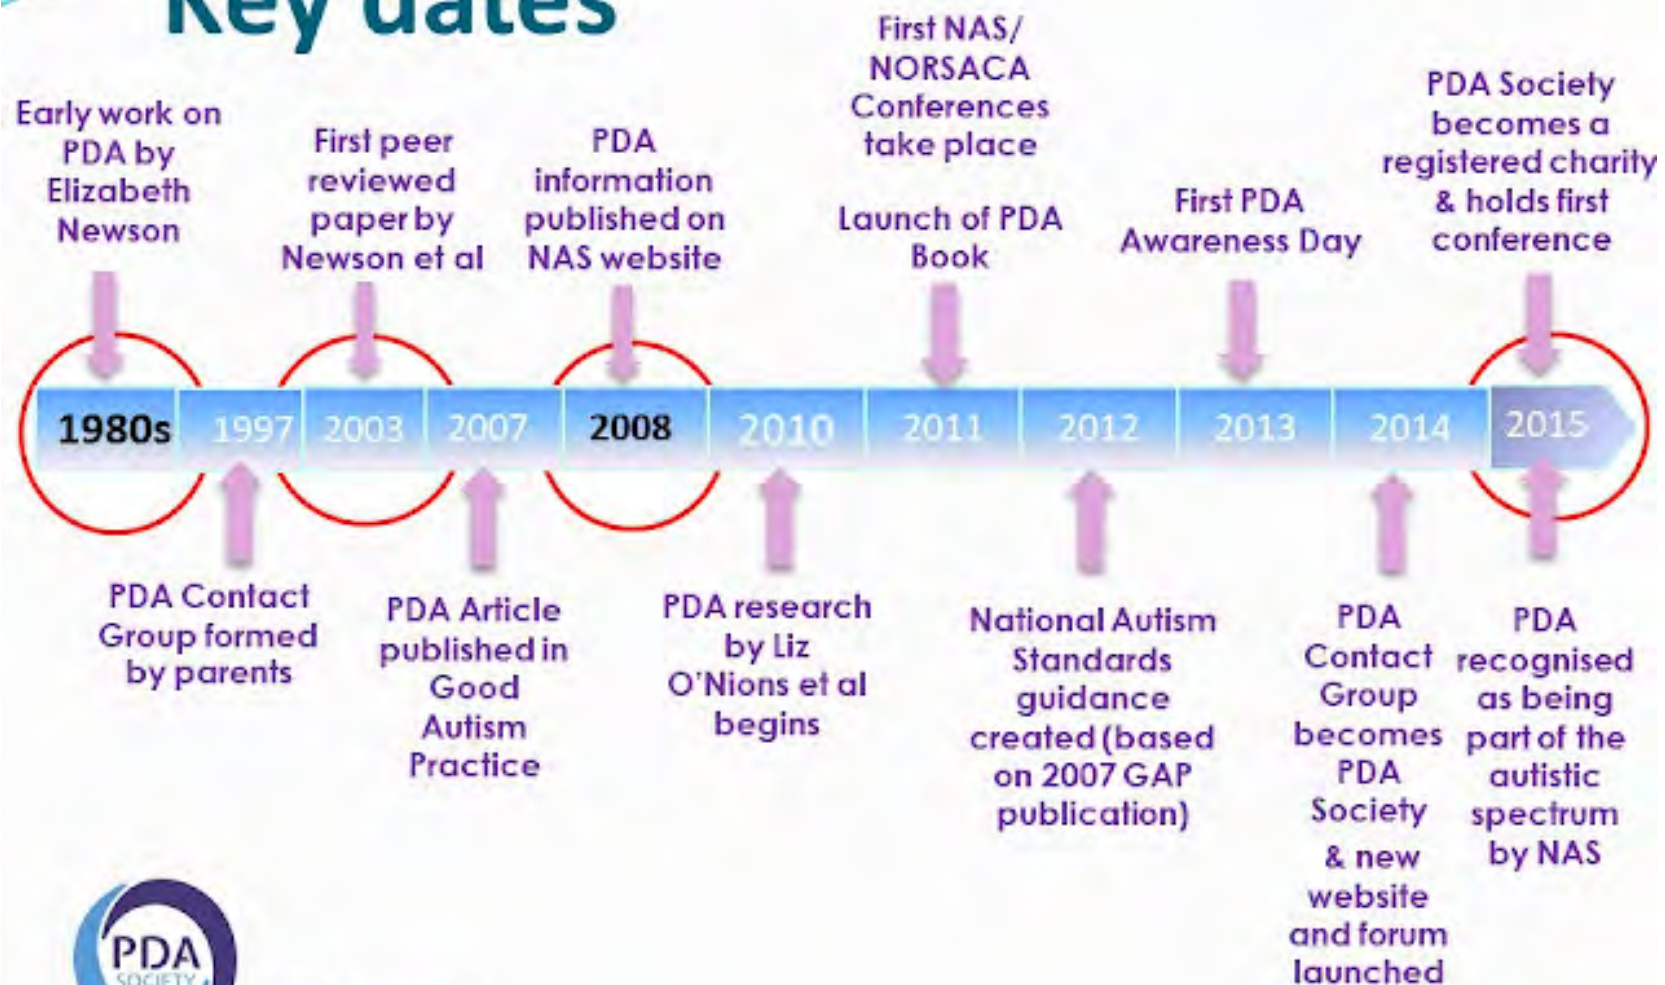 Key dates
Early work on
PDA by
Elizabeth
Newson
First peer
reviewed
paper by
Newson et al
PDA
information
published on
NAS website
First NAS/
NORSACA
Conferences
take place
Launch of PDA
Book
First PDA
Awareness Day
PDA Society
becomes a
registered charity
& holds first
conference
1980s
1997
2003
2007
2008
2010
2011
2012
2013
2014
2015
PDA Contact
Group formed
by parents
PDA Article
published in
Good
Autism
Practice
PDA research
by Liz
O'Nions et al
begins
National Autism
Standards
guidance
created (based
on 2007 GAP
publication)
PDA
Contact
Group
becomes
PDA
Society
& new
website
and forum
launched
PDA
recognised
as being
part of the
autistic
spectrum
by NAS
PDA
SOCIETY